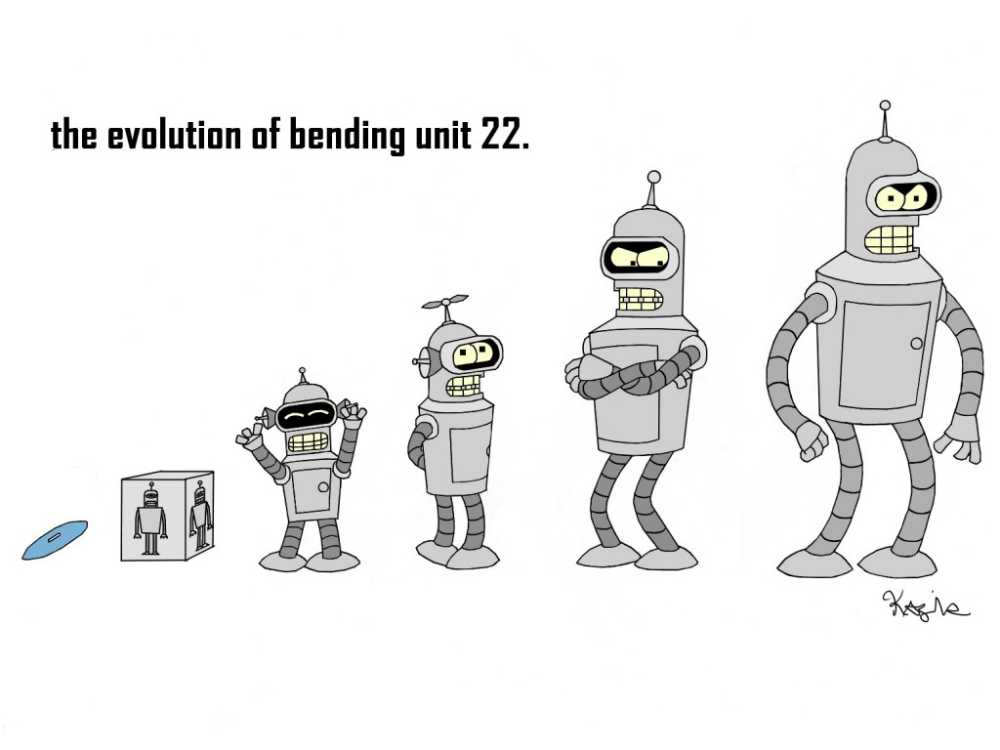 the evolution of bending unit 22.